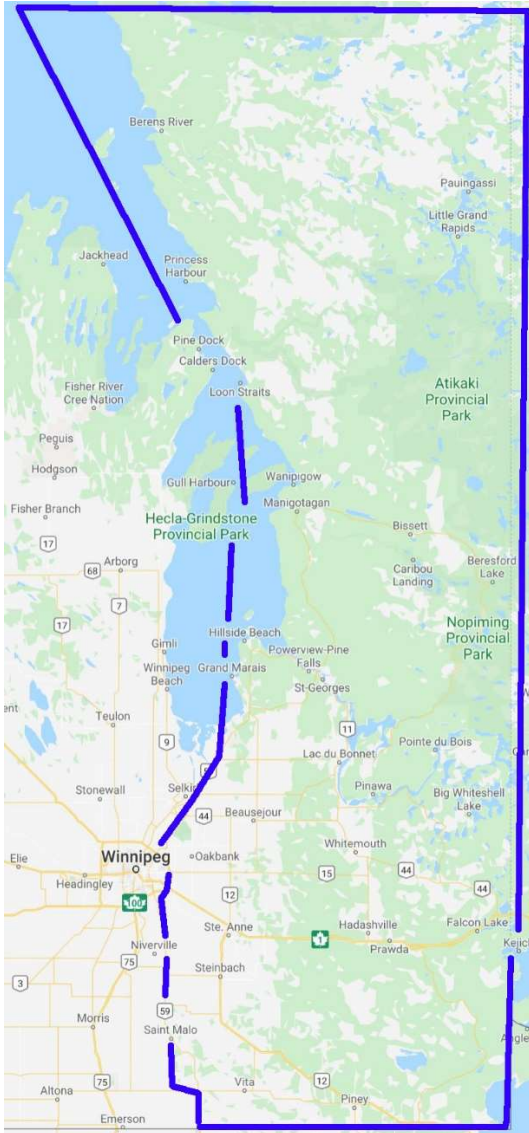 Berens River
Pauingassi
Little Grand
Rapids
Jackhead
Princess
Harbour
Pine Dock
Calders Dock
Loon Straits
Fisher River
Cree Nation
Atikaki
Provincial
Park
Peguis
Hodgson
Gull Harbour
Wanipigow
Manigotagan
Fisher Branch
Hecla-Grindstone
Provincial Park
Bissett
17
Arborg
68
Caribou
Landing
Beresford
Lake
7
17
Hillside Beach
Nopiming
Provincial
Park
Gimli
Powerview-Pine
Falls
Winnipeg
Beach
Grand Marais
St-Georges
Teulon
11
9
Pointe du Bois
Lac du Bonnet
Stonewall
Pinawa
Big Whiteshell
Lake
44
Beausejour
Whitemouth
Elie
Winnipeg
Oakbank
Headingley
15
44
44
12
100
Ste. Anne
Hadashville
Falcon Lake
1
Prawda
Niverville
75
Steinbach
3
59
Morris
Saint Malo
75
Vita
12
Altona
Piney
Emerson